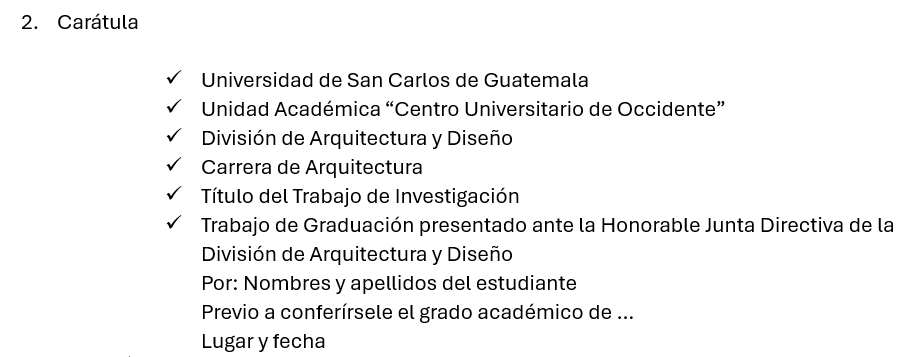 2. Carátula
✓ Universidad de San Carlos de Guatemala
✓ Unidad Académica “Centro Universitario de Occidente”
✓ División de Arquitectura y Diseño
✓ Carrera de Arquitectura
✓ Título del Trabajo de Investigación
✓ Trabajo de Graduación presentado ante la Honorable Junta Directiva de la
División de Arquitectura y Diseño
Por: Nombres y apellidos del estudiante
Previo a conferírsele el grado académico de ...
Lugar y fecha